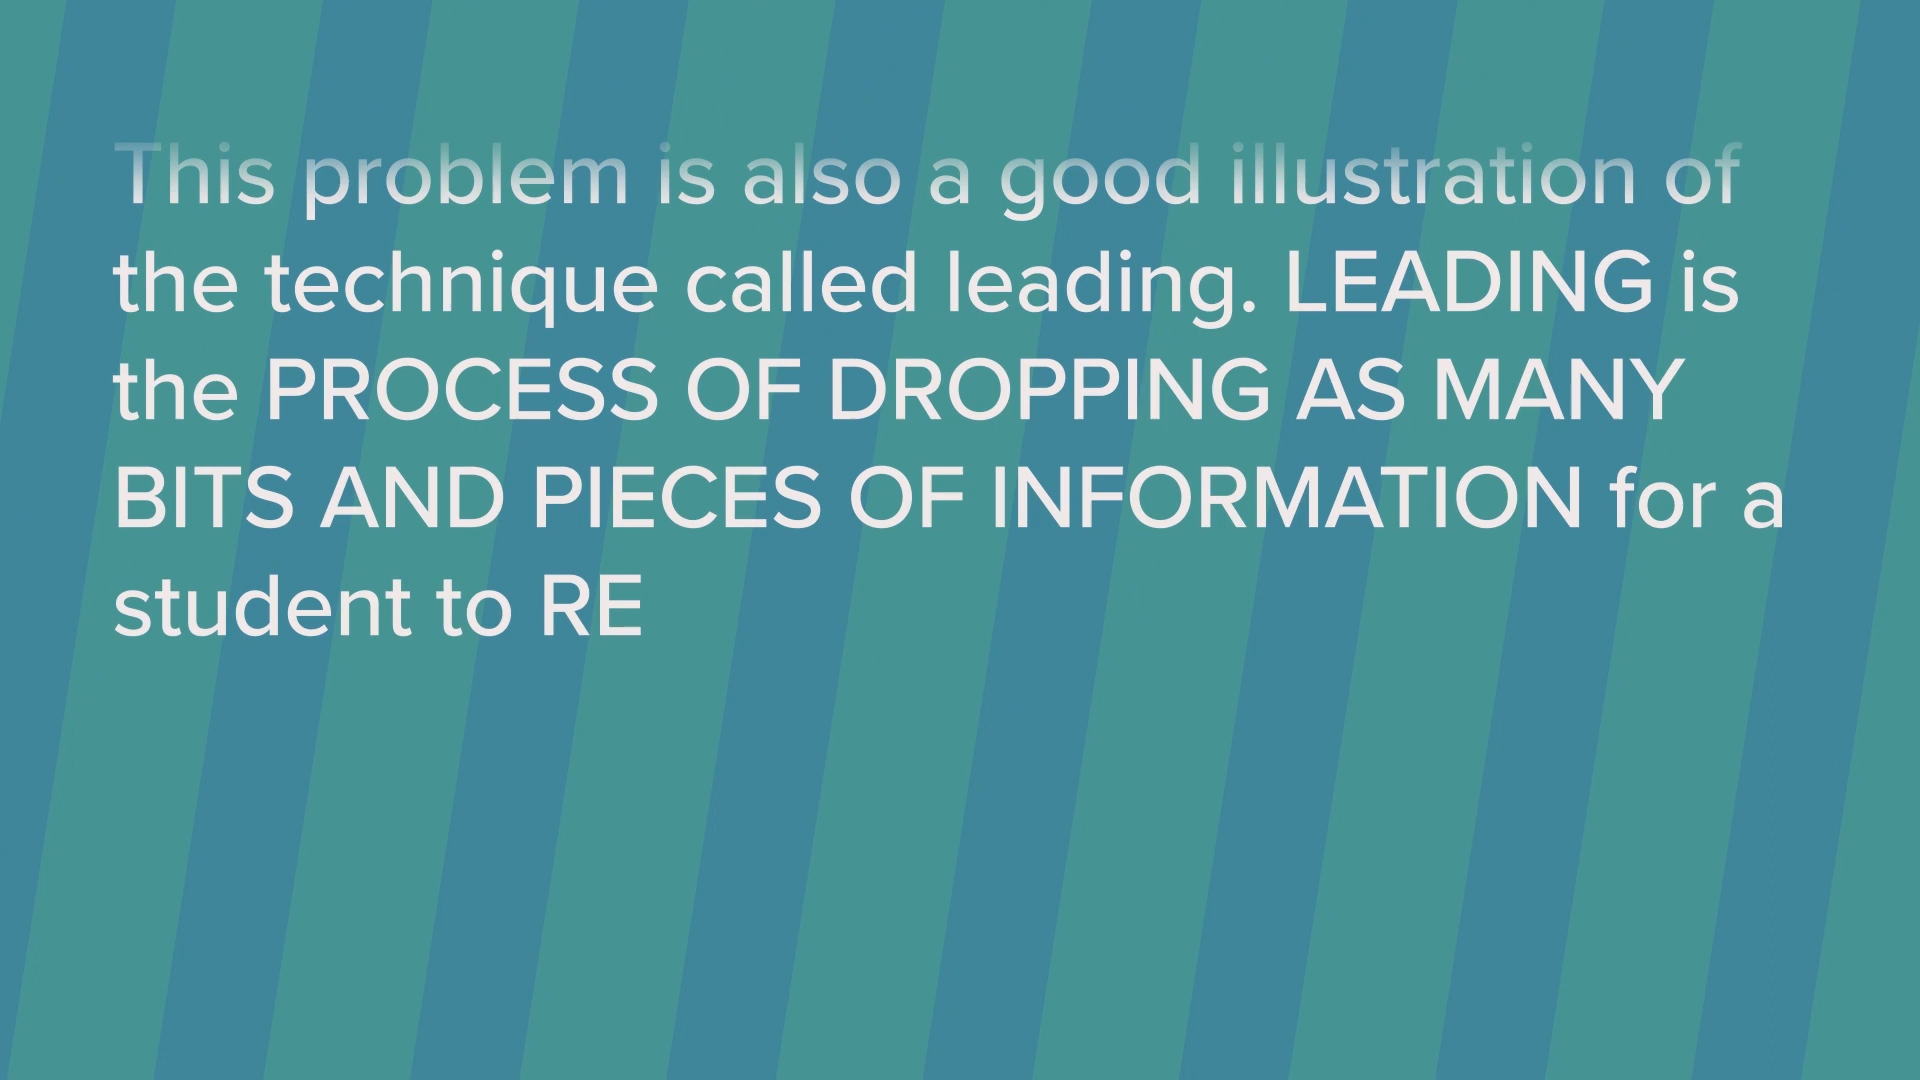 This problem is also a good illustration of
the technique called leading. LEADING is
the PROCESS OF DROPPING AS MANY
BITS AND PIECES OF INFORMATION for a
student to RE